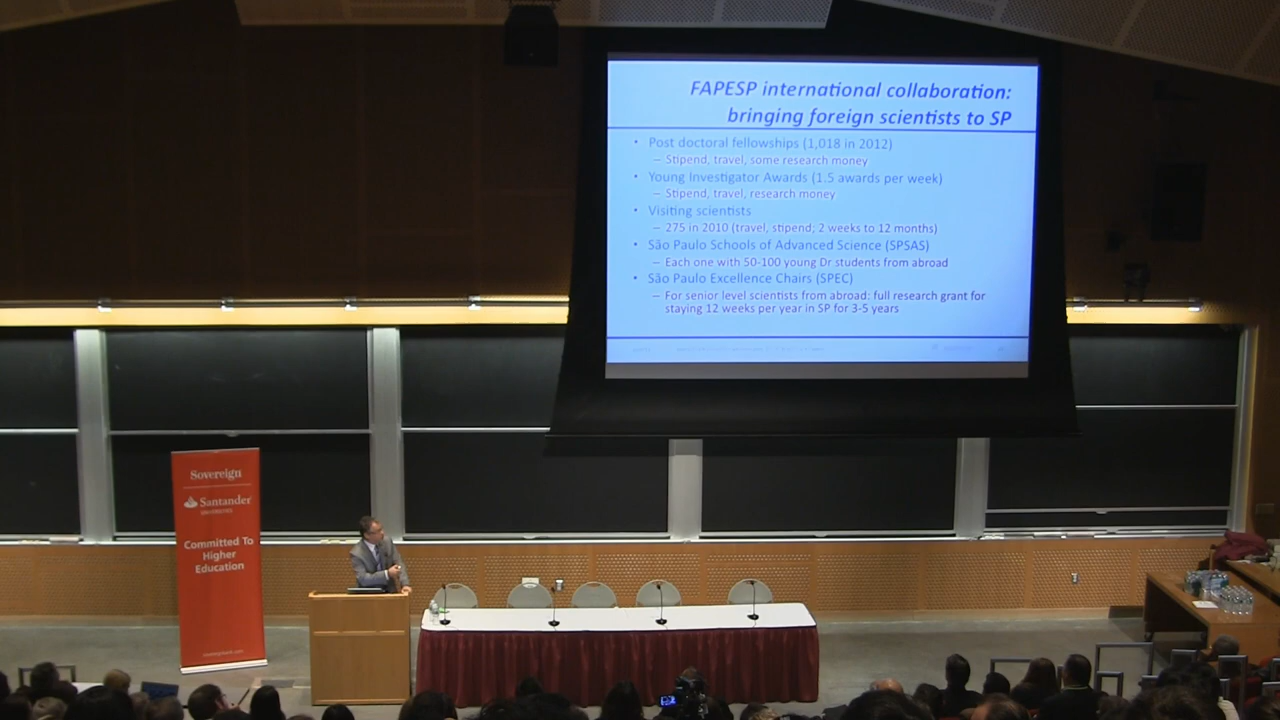 FAPESP international collaboration:
bringing foreign scientists to SP
• Post doctoral fellowships (1,018 in 2012)
– Stipend, travel, some research money
• Young Investigator Awards (1.5 awards per week)
– Stipend, travel, research money
• Visiting scientists
– 275 in 2010 (travel, stipend; 2 weeks to 12 months)
• São Paulo Schools of Advanced Science (SPSAS)
– Each one with 50-100 young Dr students from abroad
• São Paulo Excellence Chairs (SPEC)
– For senior level scientists from abroad: full research grant for
staying 12 weeks per year in SP for 3-5 years
Sovereign
Santander
UNIVERSITIES
Committed To
Higher
Education